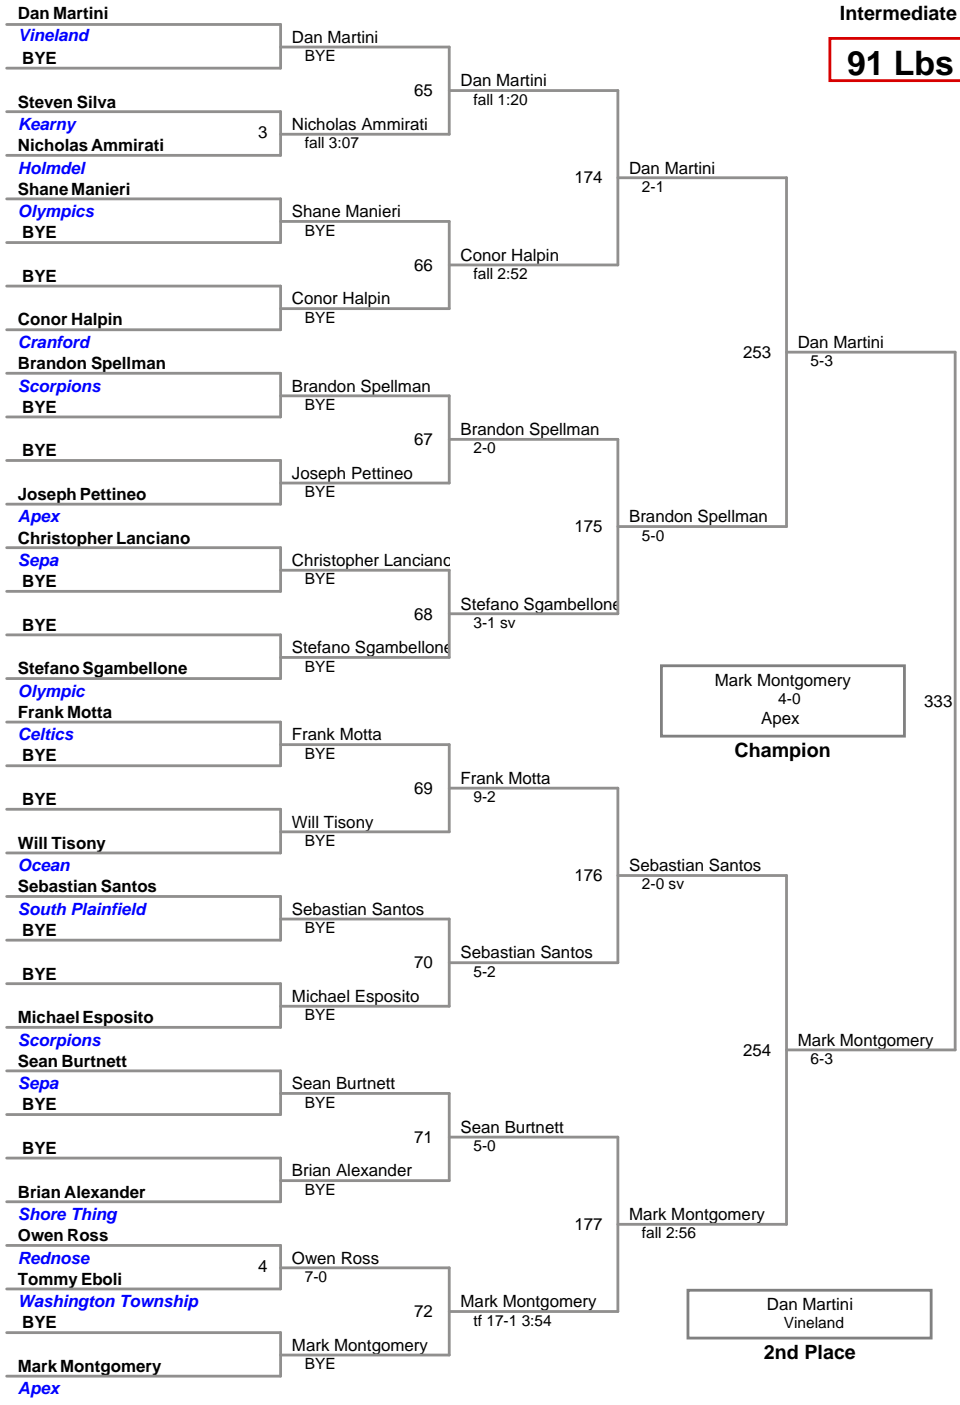 Intermediate
91 Lbs
Dan Martini
Vineland
BYE
Steven Silva
Kearny
3
Nicholas Ammirati
Holmdel
Shane Manieri
Olympics
BYE
BYE
Conor Halpin
Cranford
Brandon Spellman
Scorpions
BYE
BYE
Joseph Pettineo
Apex
Christopher Lanciano
Sepa
BYE
BYE
Stefano Sgambellone
Olympic
Frank Motta
Celtics
BYE
BYE
Will Tisony
Ocean
Sebastian Santos
South Plainfield
BYE
BYE
Michael Esposito
Scorpions
Sean Burtnett
Sepa
BYE
BYE
Brian Alexander
Shore Thing
Owen Ross
Rednose
4
Tommy Eboli
Washington Township
BYE
Mark Montgomery
Apex
Dan Martini
BYE
65
Nicholas Ammirati
fall 3:07
Shane Manieri
BYE
66
Conor Halpin
BYE
Brandon Spellman
BYE
67
Joseph Pettineo
BYE
Christopher Lanciano
BYE
68
Stefano Sgambellone
BYE
Frank Motta
BYE
69
Will Tisony
BYE
Sebastian Santos
BYE
70
Michael Esposito
BYE
Sean Burtnett
BYE
71
Brian Alexander
BYE
Owen Ross
7-0
72
Mark Montgomery
BYE
Dan Martini
fall 1:20
174
Conor Halpin
fall 2:52
Brandon Spellman
2-0
175
Stefano Sgambellone
3-1 sv
Frank Motta
9-2
176
Sebastian Santos
5-2
Sean Burtnett
5-0
177
Mark Montgomery
tf 17-1 3:54
Dan Martini
2-1
253
Brandon Spellman
5-0
Sebastian Santos
2-0 sv
254
Mark Montgomery
fall 2:56
Dan Martini
5-3
333
Mark Montgomery
6-3
Mark Montgomery
4-0
Apex
Champion
Dan Martini
Vineland
2nd Place